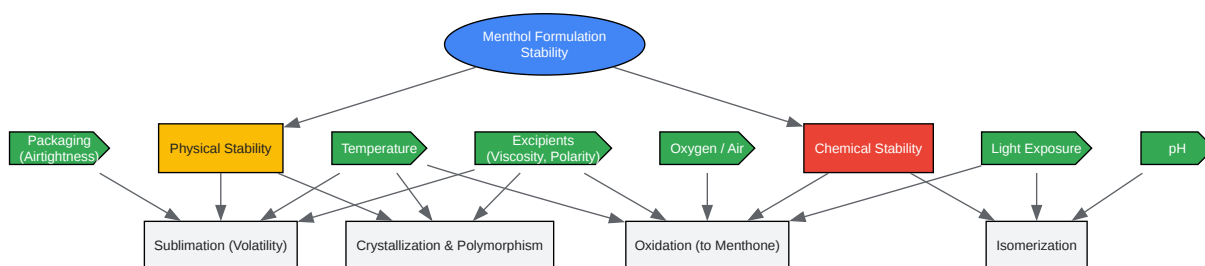 Menthol Formulation
Stability
Packaging
(Airtightness)
Physical Stability
Temperature
Excipients
(Viscosity, Polarity)
Oxygen / Air
Chemical Stability
Light Exposure
pH
Sublimation (Volatility)
Crystallization & Polymorphism
Oxidation (to Menthone)
Isomerization